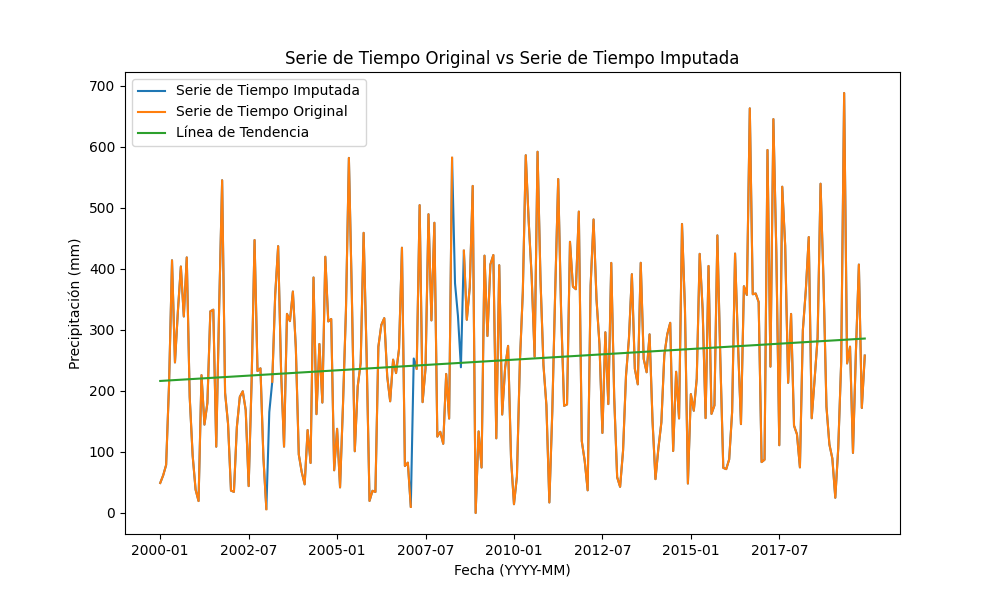 Serie de Tiempo Original vs Serie de Tiempo Imputada
Serie de Tiempo Imputada
Serie de Tiempo Original
Línea de Tendencia
700
600
500
400
300
200
100
0
Precipitación (mm)
2000-01 2002-07 2005-01 2007-07 2010-01 2012-07 2015-01 2017-07
Fecha (YYYY-MM)